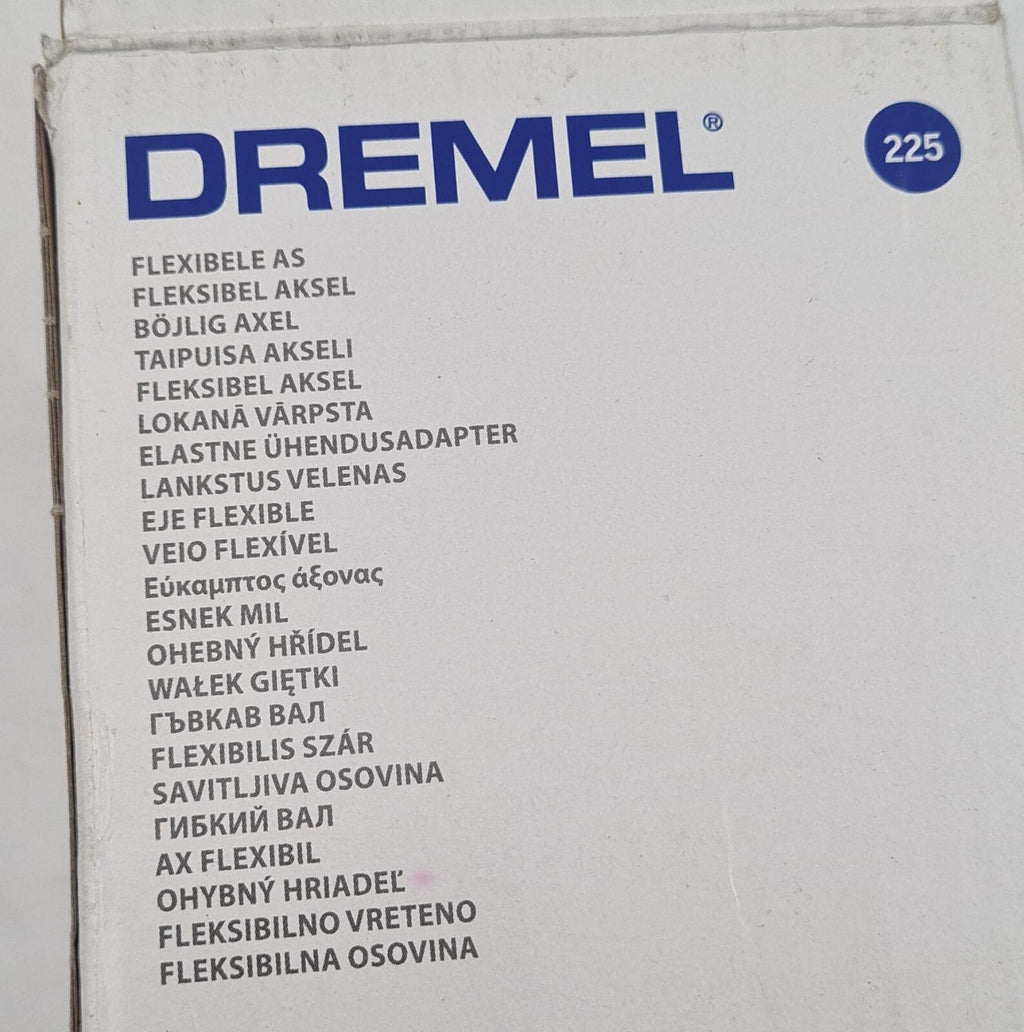 DREMEL®
225
FLEXIBELE AS
FLEKSIBEL AKSEL
BÖJLIG AXEL
TAIPUISA AKSELI
FLEKSIBEL AKSEL
LOKANĀ VĀRPSTA
ELASTNE ÜHENDUSADAPTER
LANKSTUS VELENAS
EJE FLEXIBLE
VEIO FLEXÍVEL
Εύκαμπτος άξονας
ESNEK MIL
OHEBNÝ HŘÍDEL
WAŁEK GIĘTKI
ГЪВКАВ ВАЛ
FLEXIBILIS SZÁR
SAVITLJIVA OSOVINA
ГИБКИЙ ВАЛ
AX FLEXIBIL
OHYBNÝ HRIADEĽ
FLEKSIBILNO VRETENO
FLEKSIBILNA OSOVINA